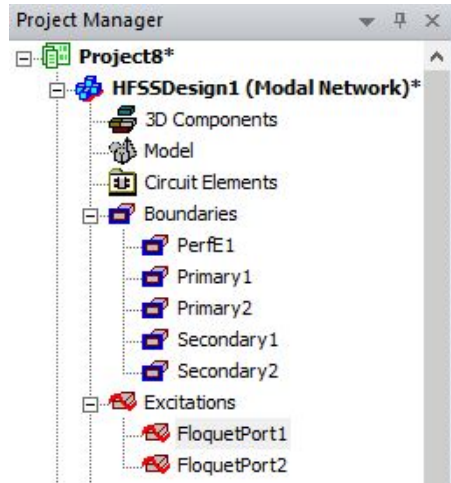 Project Manager
Project8*
HFSSDesign1 (Modal Network)*
3D Components
Model
Circuit Elements
Boundaries
PerfE1
Primary1
Primary2
Secondary1
Secondary2
Excitations
FloquetPort1
FloquetPort2